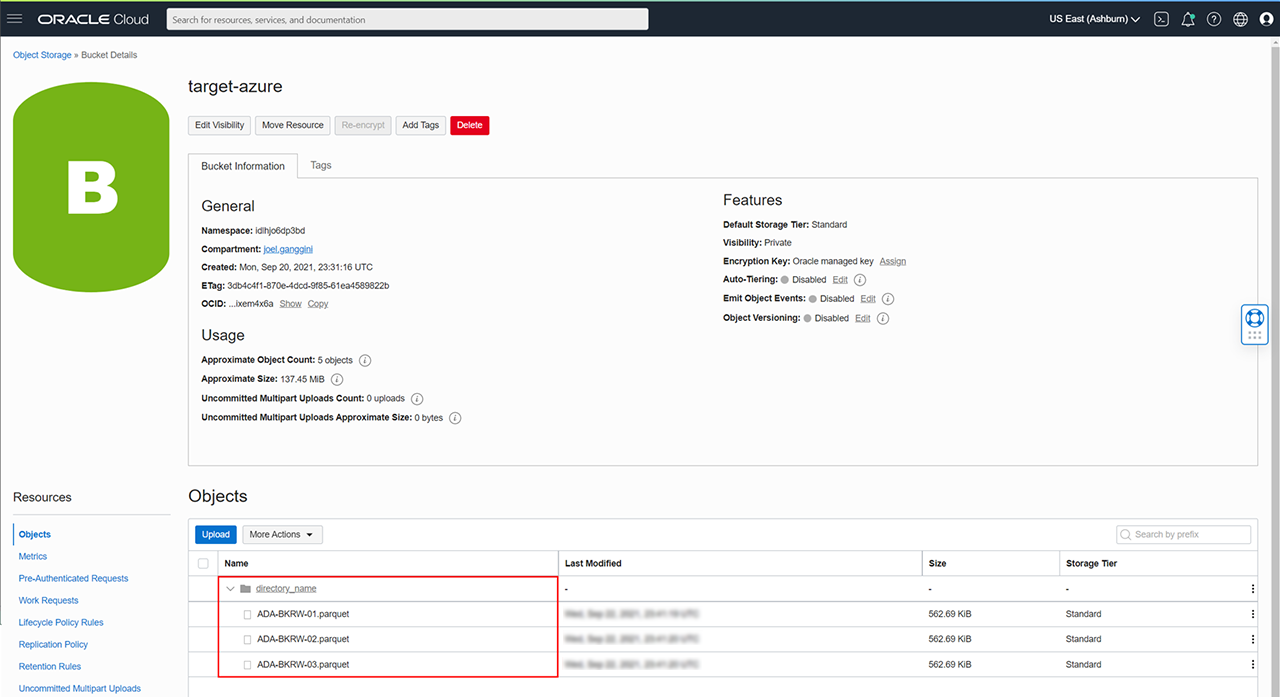 ORACLE Cloud
Search for resources, services, and documentation
US East (Ashburn)
Object Storage » Bucket Details
B
target-azure
Edit Visibility
Move Resource
Re-encrypt
Add Tags
Delete
Bucket Information
Tags
General
Namespace: idlhjo6dp3bd
Compartment: joel.ganggini
Created: Mon, Sep 20, 2021, 23:31:16 UTC
ETag: 3db4c4f1-870e-4dcd-9f85-61ea4589822b
OCID: ...ixem4x6a Show Copy
Usage
Approximate Object Count: 5 objects
Approximate Size: 137.45 MiB
Uncommitted Multipart Uploads Count: 0 uploads
Uncommitted Multipart Uploads Approximate Size: 0 bytes
Features
Default Storage Tier: Standard
Visibility: Private
Encryption Key: Oracle managed key Assign
Auto-Tiering: Disabled Edit
Emit Object Events: Disabled Edit
Object Versioning: Disabled Edit
Resources
Objects
Metrics
Pre-Authenticated Requests
Work Requests
Lifecycle Policy Rules
Replication Policy
Retention Rules
Uncommitted Multipart Uploads
Objects
Upload
More Actions
Search by prefix
Name Last Modified Size Storage Tier
directory_name - - -
ADA-BKRW-01.parquet 562.69 KiB Standard
ADA-BKRW-02.parquet 562.69 KiB Standard
ADA-BKRW-03.parquet 562.69 KiB Standard